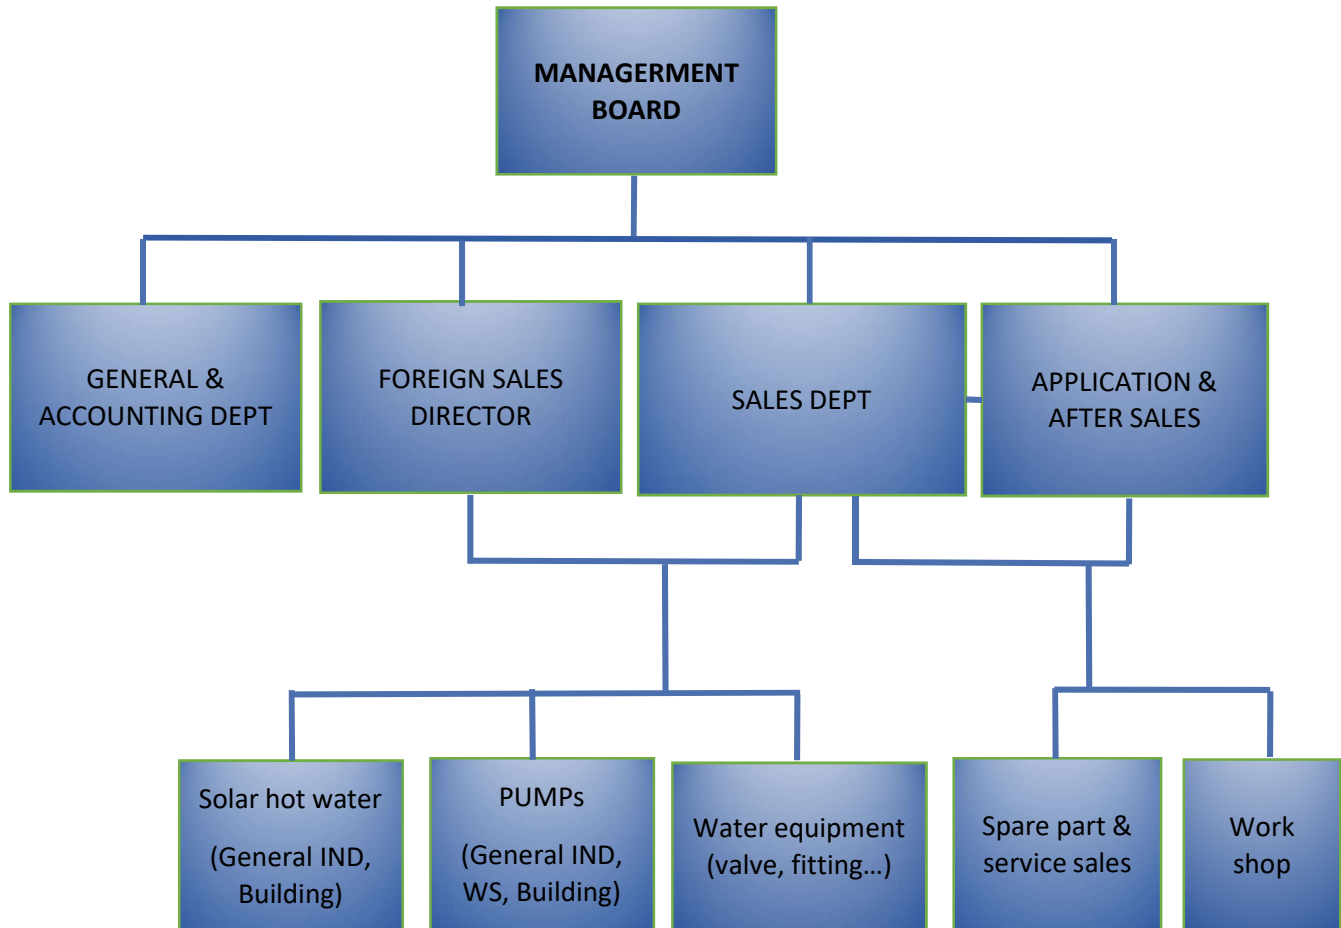 MANAGERMENT
BOARD
GENERAL &
ACCOUNTING DEPT
FOREIGN SALES
DIRECTOR
SALES DEPT
APPLICATION &
AFTER SALES
Solar hot water
(General IND,
Building)
PUMPs
(General IND,
WS, Building)
Water equipment
(valve, fitting…)
Spare part &
service sales
Work
shop